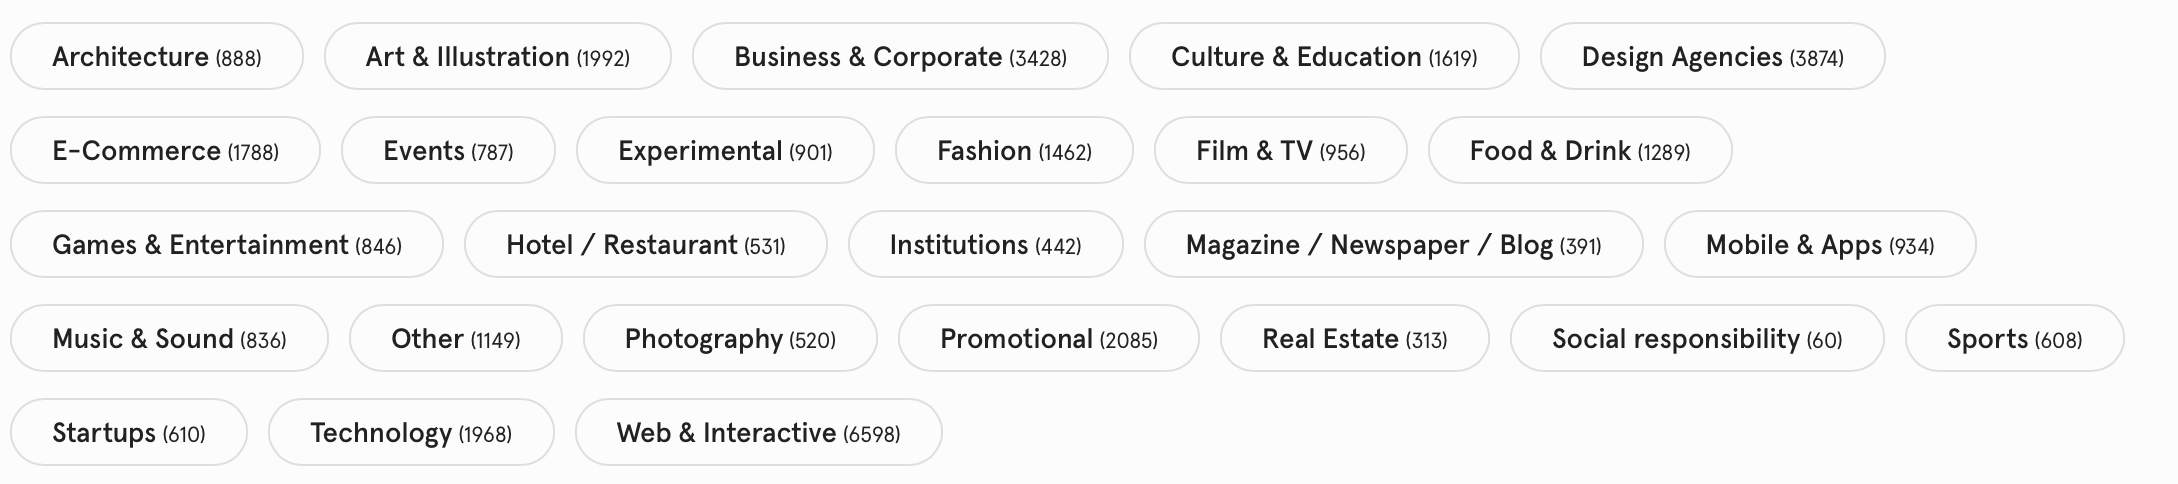 Architecture (888) Art & Illustration (1992) Business & Corporate (3428) Culture & Education (1619) Design Agencies (3874)
E-Commerce (1788) Events (787) Experimental (901) Fashion (1462) Film & TV (956) Food & Drink (1289)
Games & Entertainment (846) Hotel / Restaurant (531) Institutions (442) Magazine / Newspaper / Blog (391) Mobile & Apps (934)
Music & Sound (836) Other (1149) Photography (520) Promotional (2085) Real Estate (313) Social responsibility (60) Sports (608)
Startups (610) Technology (1968) Web & Interactive (6598)